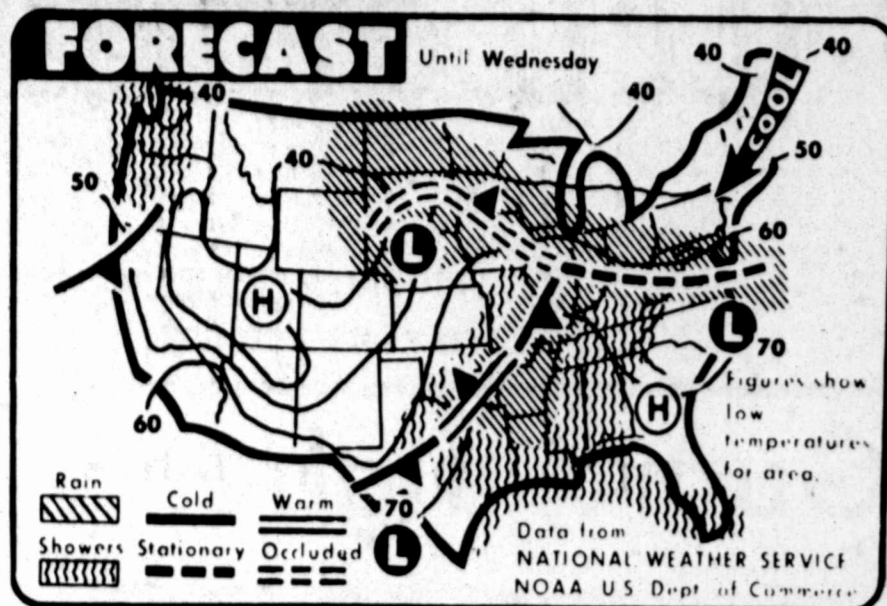 FORECAST
Until Wednesday
40
40
40
40
40
COOL
50
40
50
60
L
H
L
70
60
H
Figures show
low
temperatures
for area.
Rain
Cold
Warm
70
Showers
Stationary
Occluded
L
Data from
NATIONAL WEATHER SERVICE
NOAA US Dept of Commerce